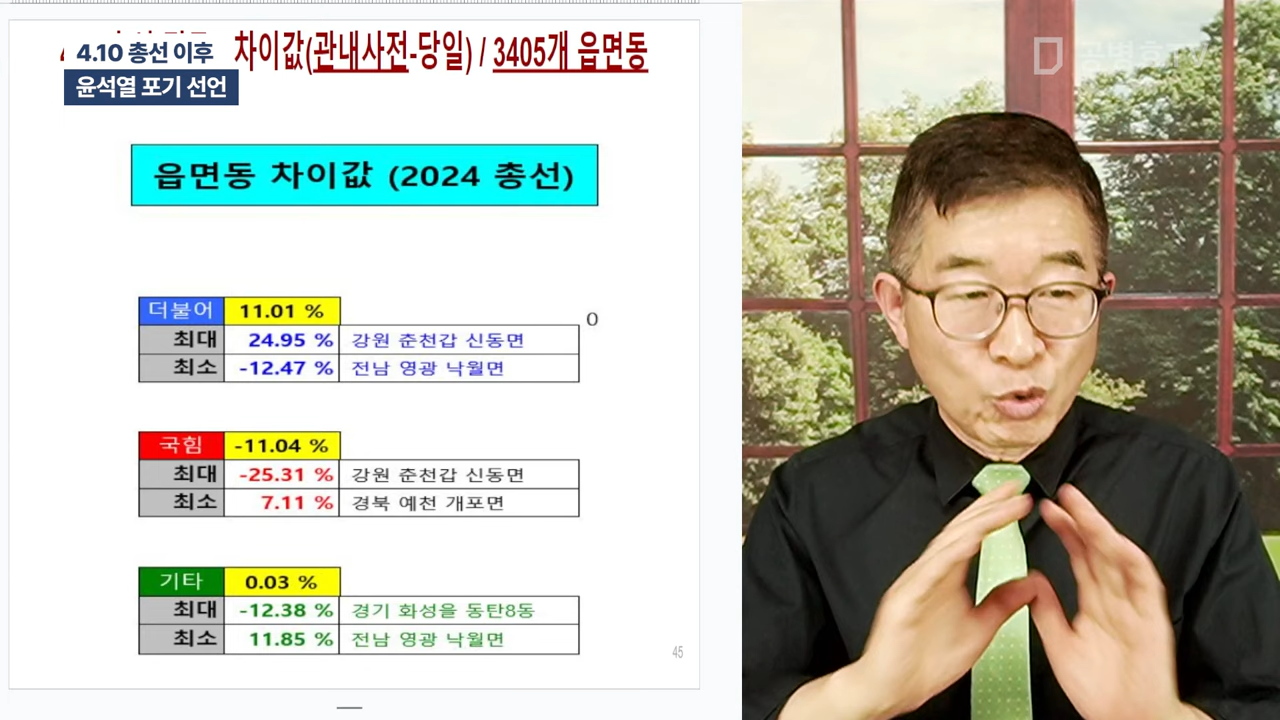 4.10 총선 이후
차이값(관내사전-당일) / 3405개 읍면동
윤석열 포기 선언
읍면동 차이값 (2024 총선)
더불어 11.01 %
최대 24.95 % 강원 춘천갑 신동면
최소 -12.47 % 전남 영광 낙월면
국힘 -11.04 %
최대 -25.31 % 강원 춘천갑 신동면
최소 7.11 % 경북 예천 개포면
기타 0.03 %
최대 -12.38 % 경기 화성을 동탄8동
최소 11.85 % 전남 영광 낙월면
45
공병호TV